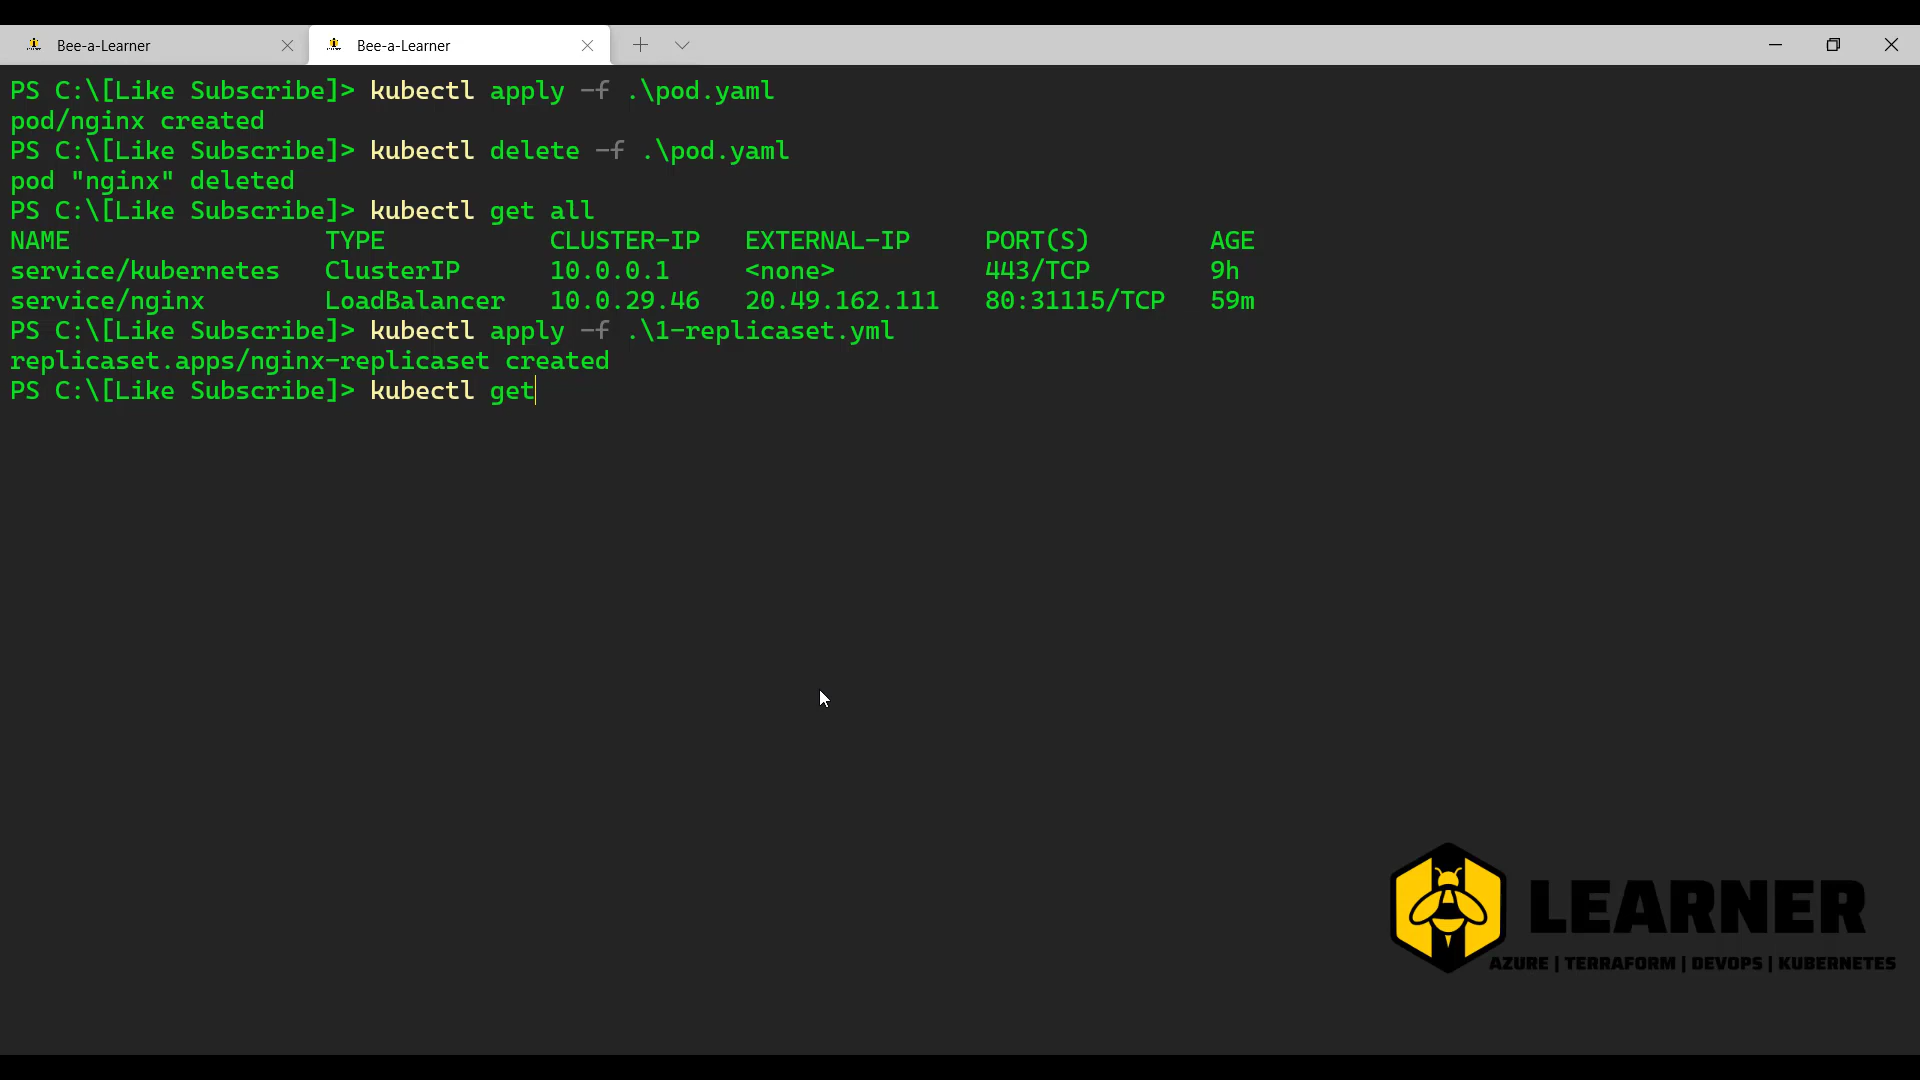 Bee-a-Learner
Bee-a-Learner
PS C:\[Like Subscribe]> kubectl apply -f .\pod.yaml
pod/nginx created
PS C:\[Like Subscribe]> kubectl delete -f .\pod.yaml
pod "nginx" deleted
PS C:\[Like Subscribe]> kubectl get all
NAME                 TYPE           CLUSTER-IP   EXTERNAL-IP     PORT(S)        AGE
service/kubernetes   ClusterIP      10.0.0.1     <none>          443/TCP        9h
service/nginx        LoadBalancer   10.0.29.46   20.49.162.111   80:31115/TCP   59m
PS C:\[Like Subscribe]> kubectl apply -f .\1-replicaset.yml
replicaset.apps/nginx-replicaset created
PS C:\[Like Subscribe]> kubectl get
LEARNER
AZURE | TERRAFORM | DEVOPS | KUBERNETES